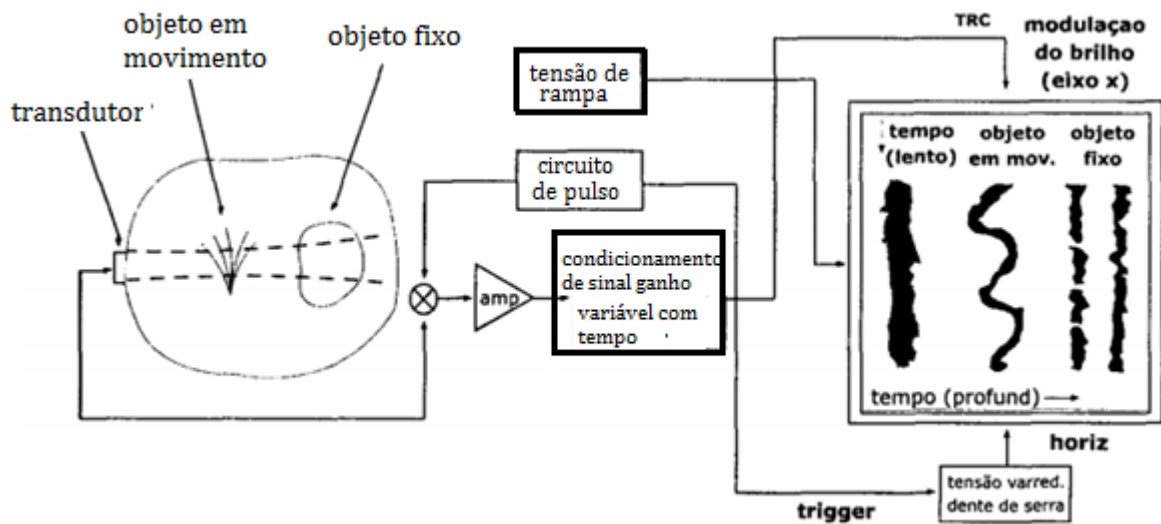 objeto em
movimento
objeto fixo
transdutor
tensão de
rampa
circuito
de pulso
amp
condicionamento
de sinal ganho
variável com
tempo
TRC
modulaçao
do brilho
(eixo x)
tempo
(lento)
objeto
em mov.
objeto
fixo
tempo (profund)
horiz
trigger
tensão varred.
dente de serra